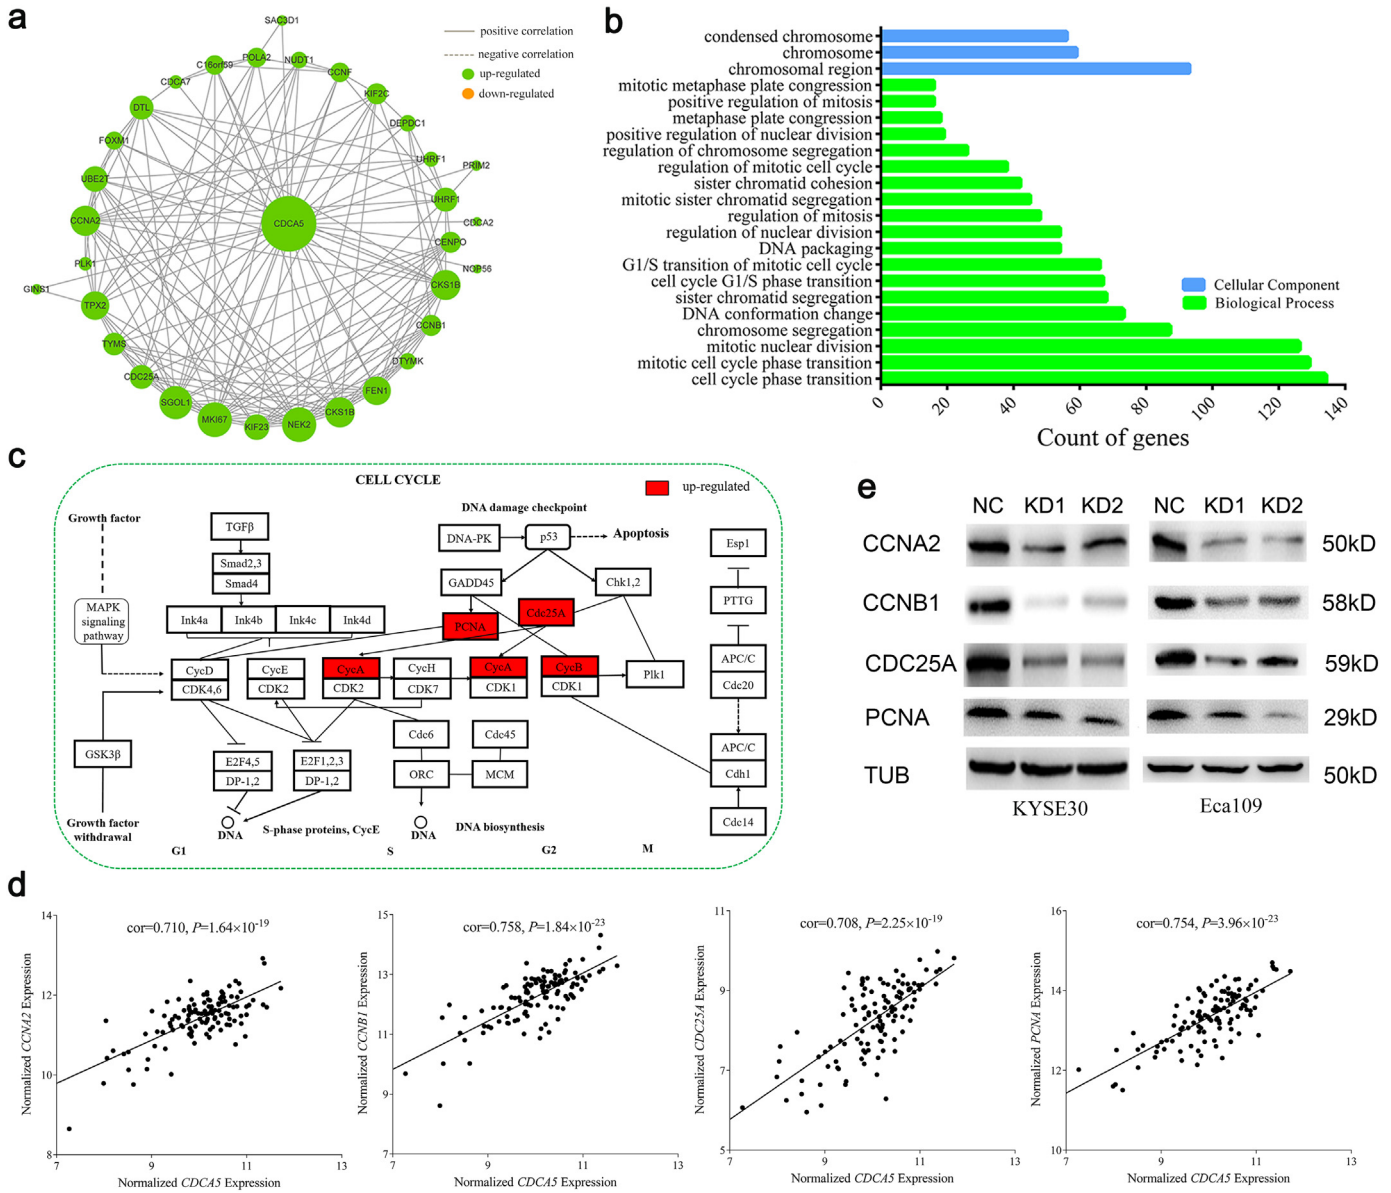 a
SAC3D1
C16orf59
POLA2
NUDT1
CCNF
CDCA7
KIF2C
DTL
DEPDC1
FOXM1
UHRF1
PRIM2
UBE2T
UHRF1
CCNA2
CDCA5
CDCA2
CENPO
PLK1
NOP56
GINS1
CKS1B
TPX2
CCNB1
TYMS
DTYMK
CDC25A
FEN1
SGOL1
CKS1B
MKI67
KIF23
NEK2
positive correlation
negative correlation
up-regulated
down-regulated
b
condensed chromosome
chromosome
chromosomal region
mitotic metaphase plate congression
positive regulation of mitosis
metaphase plate congression
positive regulation of nuclear division
regulation of chromosome segregation
regulation of mitotic cell cycle
sister chromatid cohesion
mitotic sister chromatid segregation
regulation of mitosis
regulation of nuclear division
DNA packaging
G1/S transition of mitotic cell cycle
cell cycle G1/S phase transition
sister chromatid segregation
DNA conformation change
chromosome segregation
mitotic nuclear division
mitotic cell cycle phase transition
cell cycle phase transition
Cellular Component
Biological Process
0 20 40 60 80 100 120 140
Count of genes
c
CELL CYCLE
up-regulated
Growth factor
TGFβ
DNA damage checkpoint
DNA-PK
p53
Apoptosis
Esp1
Smad2,3
Smad4
GADD45
Chk1,2
MAPK
signaling
pathway
Ink4a Ink4b Ink4c Ink4d
PCNA
Cdc25A
PTTG
CycD CycE CycA CycH CycA CycB
CDK4,6 CDK2 CDK2 CDK7 CDK1 CDK1
Plk1
APC/C
Cdc20
GSK3β
E2F4,5
DP-1,2
E2F1,2,3
DP-1,2
Cdc6
Cdc45
ORC
MCM
APC/C
Cdh1
Cdc14
Growth factor
withdrawal
DNA
S-phase proteins, CycE
DNA
DNA biosynthesis
G1 S G2 M
e
NC KD1 KD2 NC KD1 KD2
CCNA2 50kD
CCNB1 58kD
CDC25A 59kD
PCNA 29kD
TUB 50kD
KYSE30 Eca109
d
cor=0.710, P=1.64×10-19
Normalized CCNA2 Expression
14
12
10
8
7 9 11 13
Normalized CDCA5 Expression
cor=0.758, P=1.84×10-23
Normalized CCNB1 Expression
15
13
11
9
7
7 9 11 13
Normalized CDCA5 Expression
cor=0.708, P=2.25×10-19
Normalized CDC25A Expression
11
9
7
5
7 9 11 13
Normalized CDCA5 Expression
cor=0.754, P=3.96×10-23
Normalized PCNA Expression
16
14
12
10
7 9 11 13
Normalized CDCA5 Expression